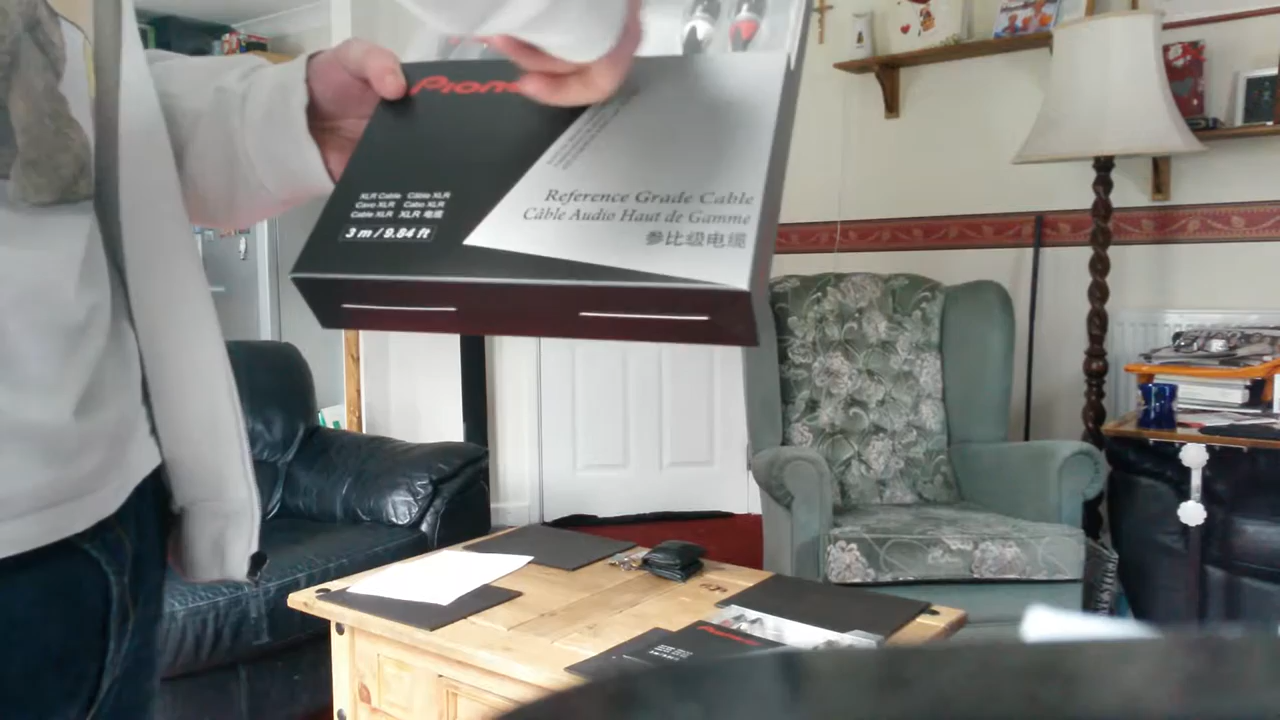 XLR Cable Câble XLR
Cavo XLR Cabo XLR
Cable XLR XLR 电缆
3 m / 9.84 ft
Reference Grade Cable
Câble Audio Haut de Gamme
参比级电缆
Pioneer